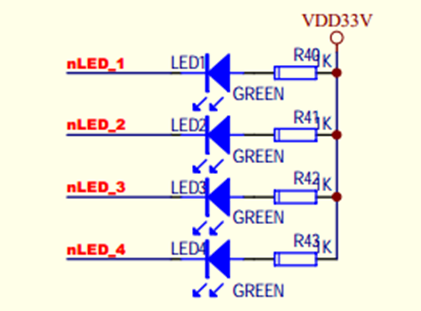 VDD33V
nLED_1 LED1 R40 1K
GREEN
nLED_2 LED2 R41 1K
GREEN
nLED_3 LED3 R42 1K
GREEN
nLED_4 LED4 R43 1K
GREEN